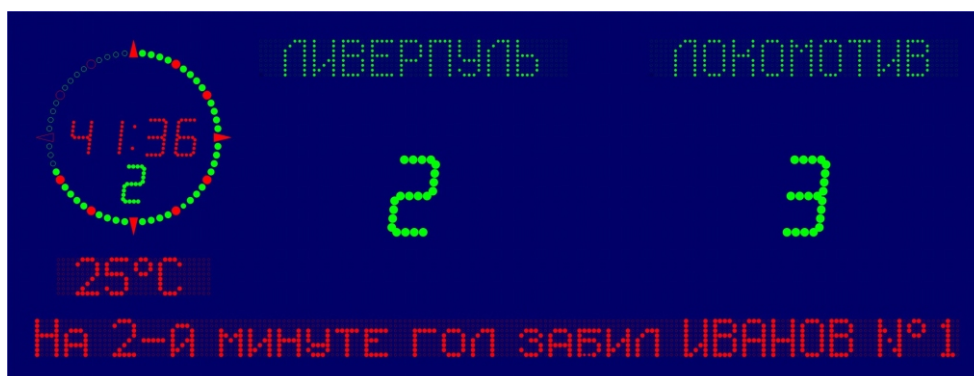 ЛИВЕРПУЛЬ ЛОКОМОТИВ
41:36
2
2 3
25°C
На 2-й минуте гол забил ИВАНОВ №1